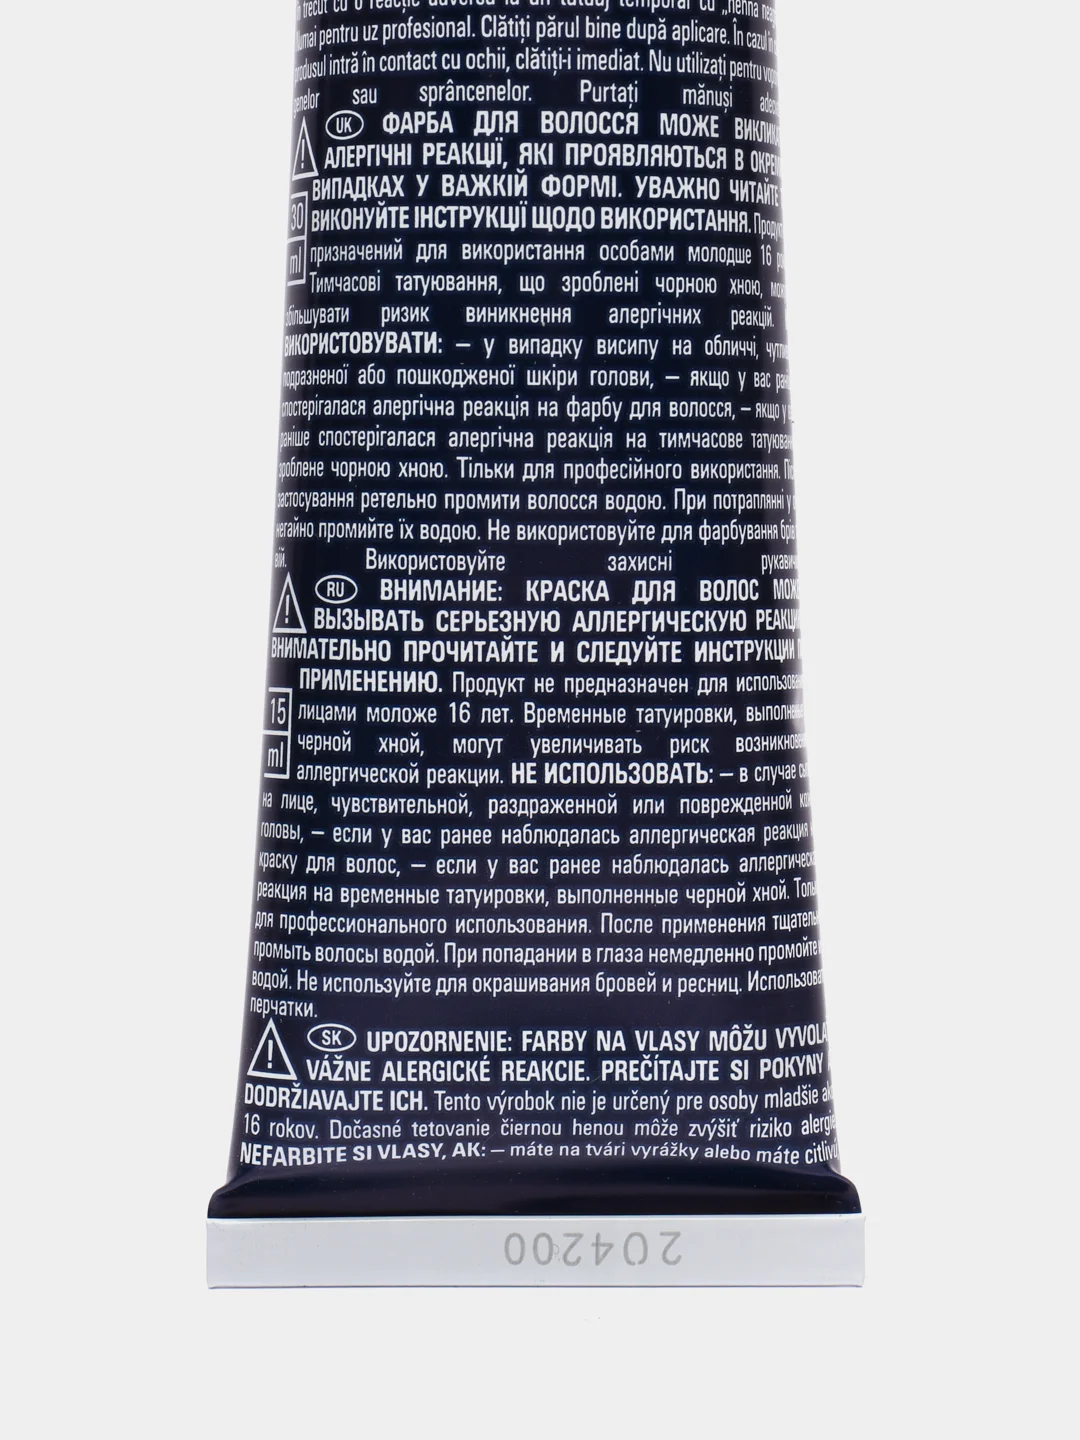 trecut cu o reacție adversă la un tatuaj temporar cu „henna
Numai pentru uz profesional. Clătiți părul bine după aplicare. În cazul în
produsul intră în contact cu ochii, clătiți-i imediat. Nu utilizați pentru
genelor sau sprâncenelor. Purtați mănuși
UK ФАРБА ДЛЯ ВОЛОССЯ МОЖЕ
АЛЕРГІЧНІ РЕАКЦІЇ, ЯКІ ПРОЯВЛЯЮТЬСЯ В
ВИПАДКАХ У ВАЖКІЙ ФОРМІ. УВАЖНО ЧИТАЙТЕ
30 ВИКОНУЙТЕ ІНСТРУКЦІЇ ЩОДО ВИКОРИСТАННЯ.
ml призначений для використання особами молодше 16
Тимчасові татуювання, що зроблені чорною хною,
збільшувати ризик виникнення алергічних реакцій.
ВИКОРИСТОВУВАТИ: – у випадку висипу на обличчі,
подразненої або пошкодженої шкіри голови, – якщо у вас
спостерігалася алергічна реакція на фарбу для волосся, – якщо у
раніше спостерігалася алергічна реакція на тимчасове
зроблене чорною хною. Тільки для професійного використання.
застосування ретельно промити волосся водою. При потраплянні у
негайно промийте їх водою. Не використовуйте для фарбування брів
вій. Використовуйте захисні
RU ВНИМАНИЕ: КРАСКА ДЛЯ ВОЛОС
ВЫЗЫВАТЬ СЕРЬЕЗНУЮ АЛЛЕРГИЧЕСКУЮ
ВНИМАТЕЛЬНО ПРОЧИТАЙТЕ И СЛЕДУЙТЕ ИНСТРУКЦИИ
ПРИМЕНЕНИЮ. Продукт не предназначен для
15 лицами моложе 16 лет. Временные татуировки,
ml черной хной, могут увеличивать риск
аллергической реакции. НЕ ИСПОЛЬЗОВАТЬ: – в случае
на лице, чувствительной, раздраженной или поврежденной
головы, – если у вас ранее наблюдалась аллергическая реакция
краску для волос, – если у вас ранее наблюдалась
реакция на временные татуировки, выполненные черной хной.
для профессионального использования. После применения
промыть волосы водой. При попадании в глаза немедленно промойте
водой. Не используйте для окрашивания бровей и ресниц.
перчатки.
SK UPOZORNENIE: FARBY NA VLASY MÔŽU
VÁŽNE ALERGICKÉ REAKCIE. PREČÍTAJTE SI POKYNY
DODRŽIAVAJTE ICH. Tento výrobok nie je určený pre osoby mladšie
16 rokov. Dočasné tetovanie čiernou henou môže zvýšiť riziko
NEFARBITE SI VLASY, AK: – máte na tvári vyrážky alebo máte
204200